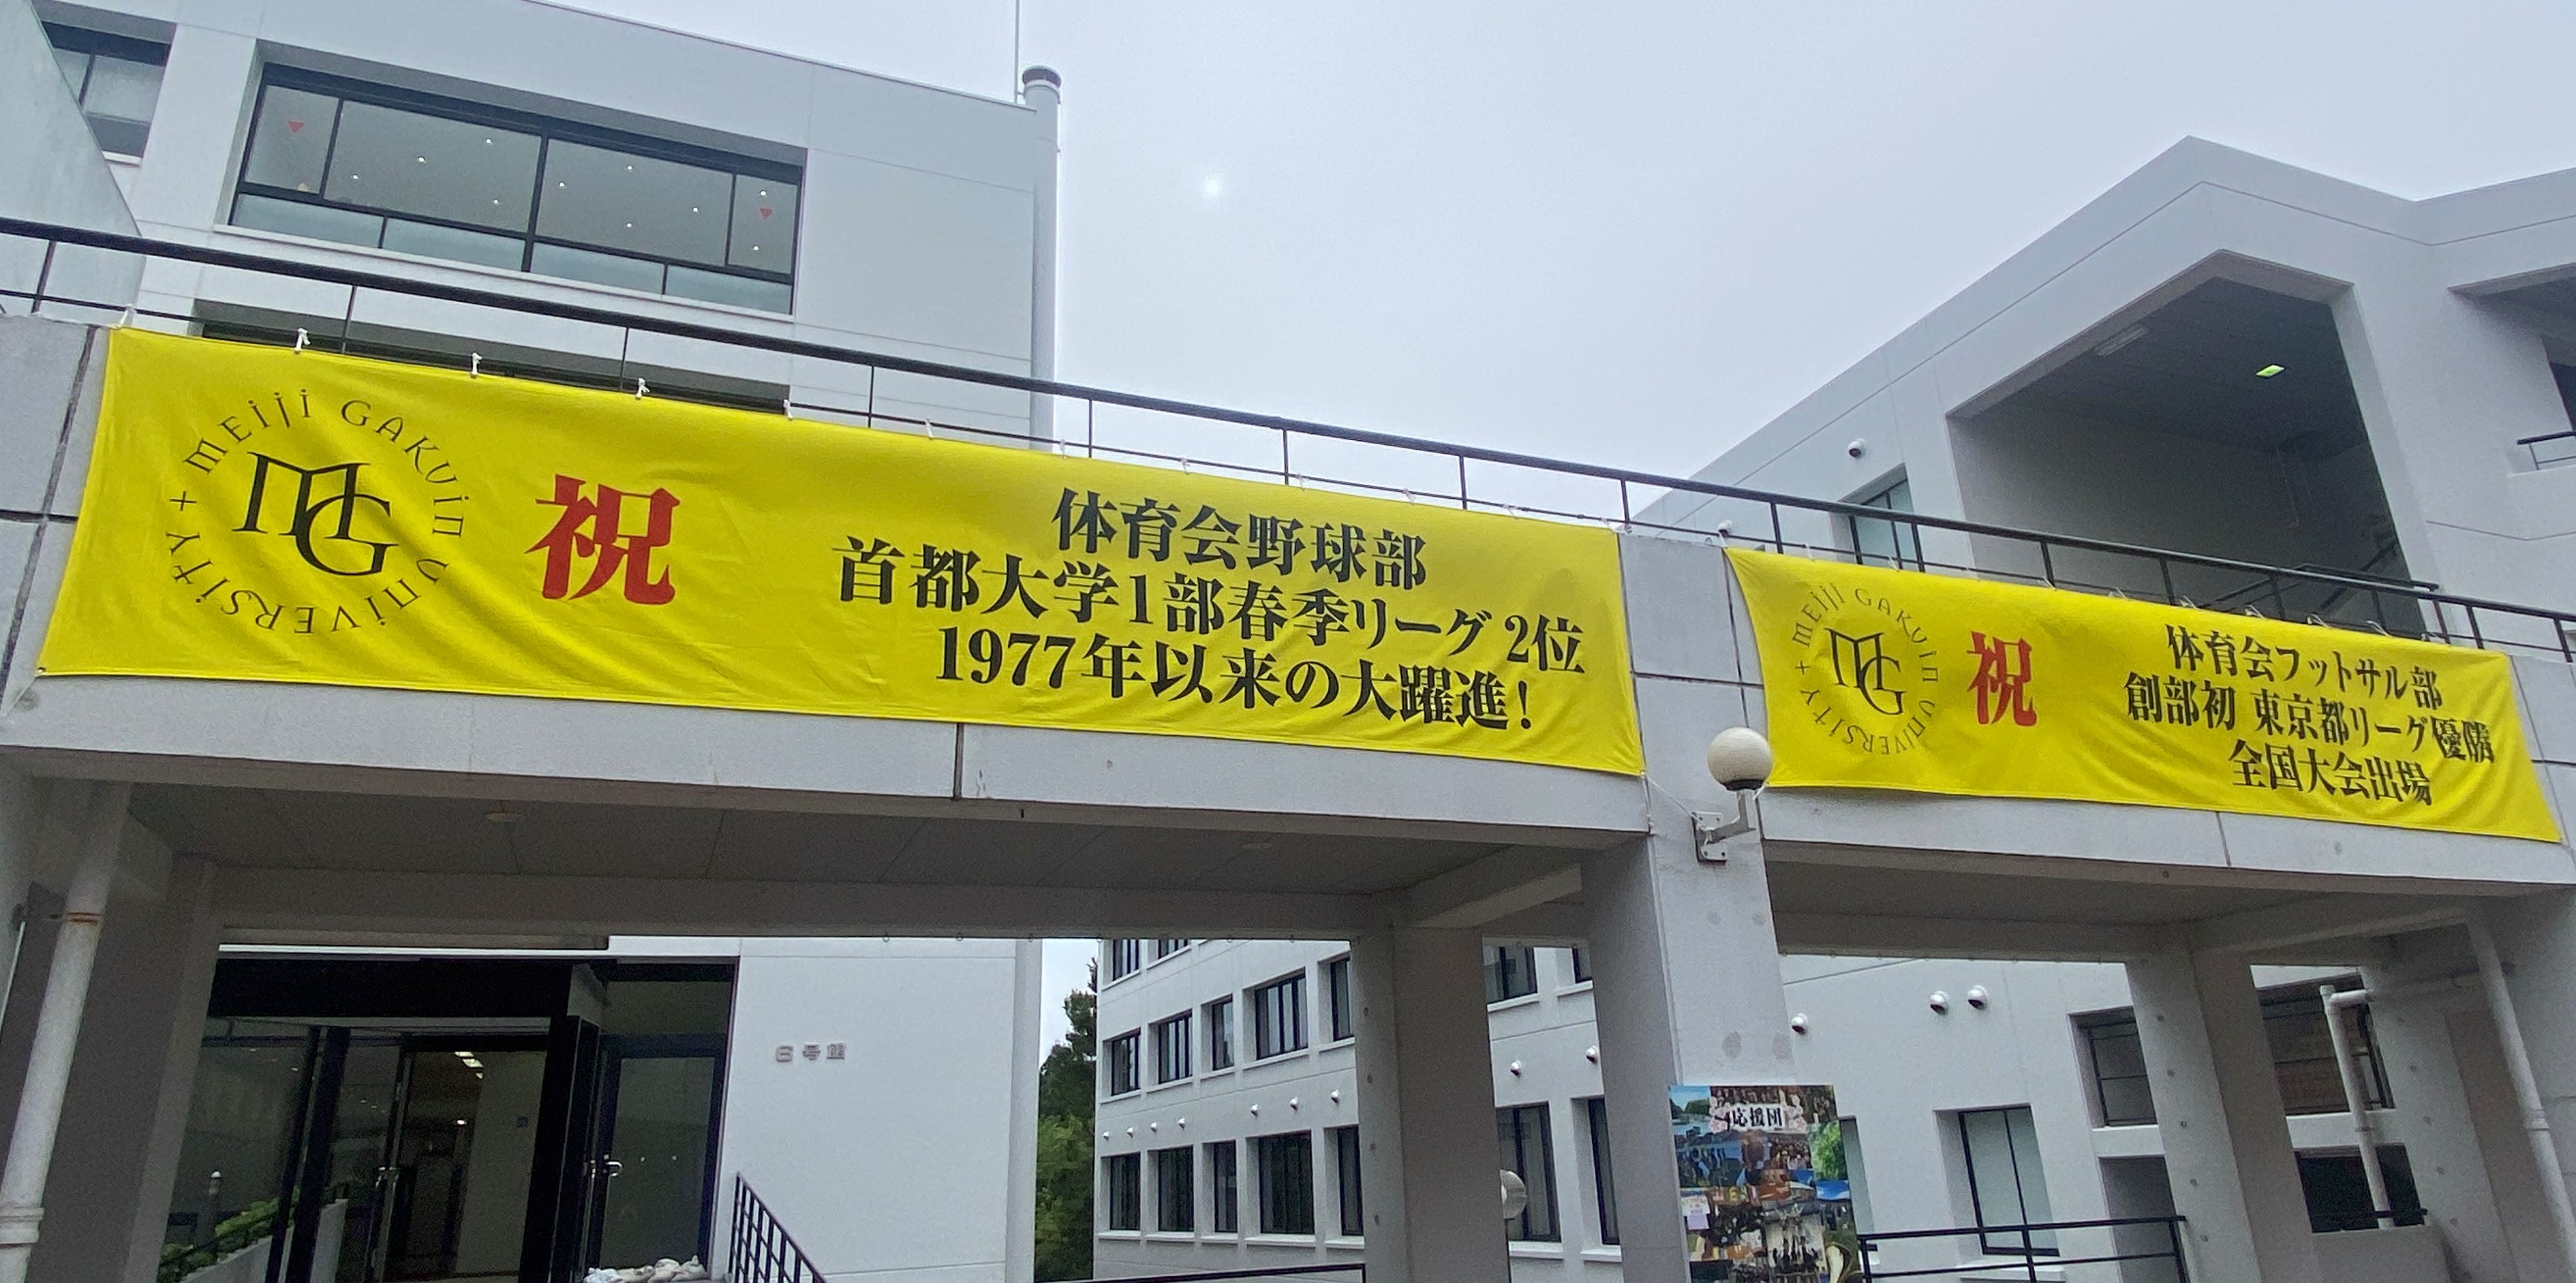 MEIJI GAKUIN UNIVERSITY
MG
祝
体育会野球部
首都大学1部春季リーグ 2位
1977年以来の大躍進!
MEIJI GAKUIN UNIVERSITY
MG
祝
体育会フットサル部
創部初 東京都リーグ優勝
全国大会出場
6号館
応援団